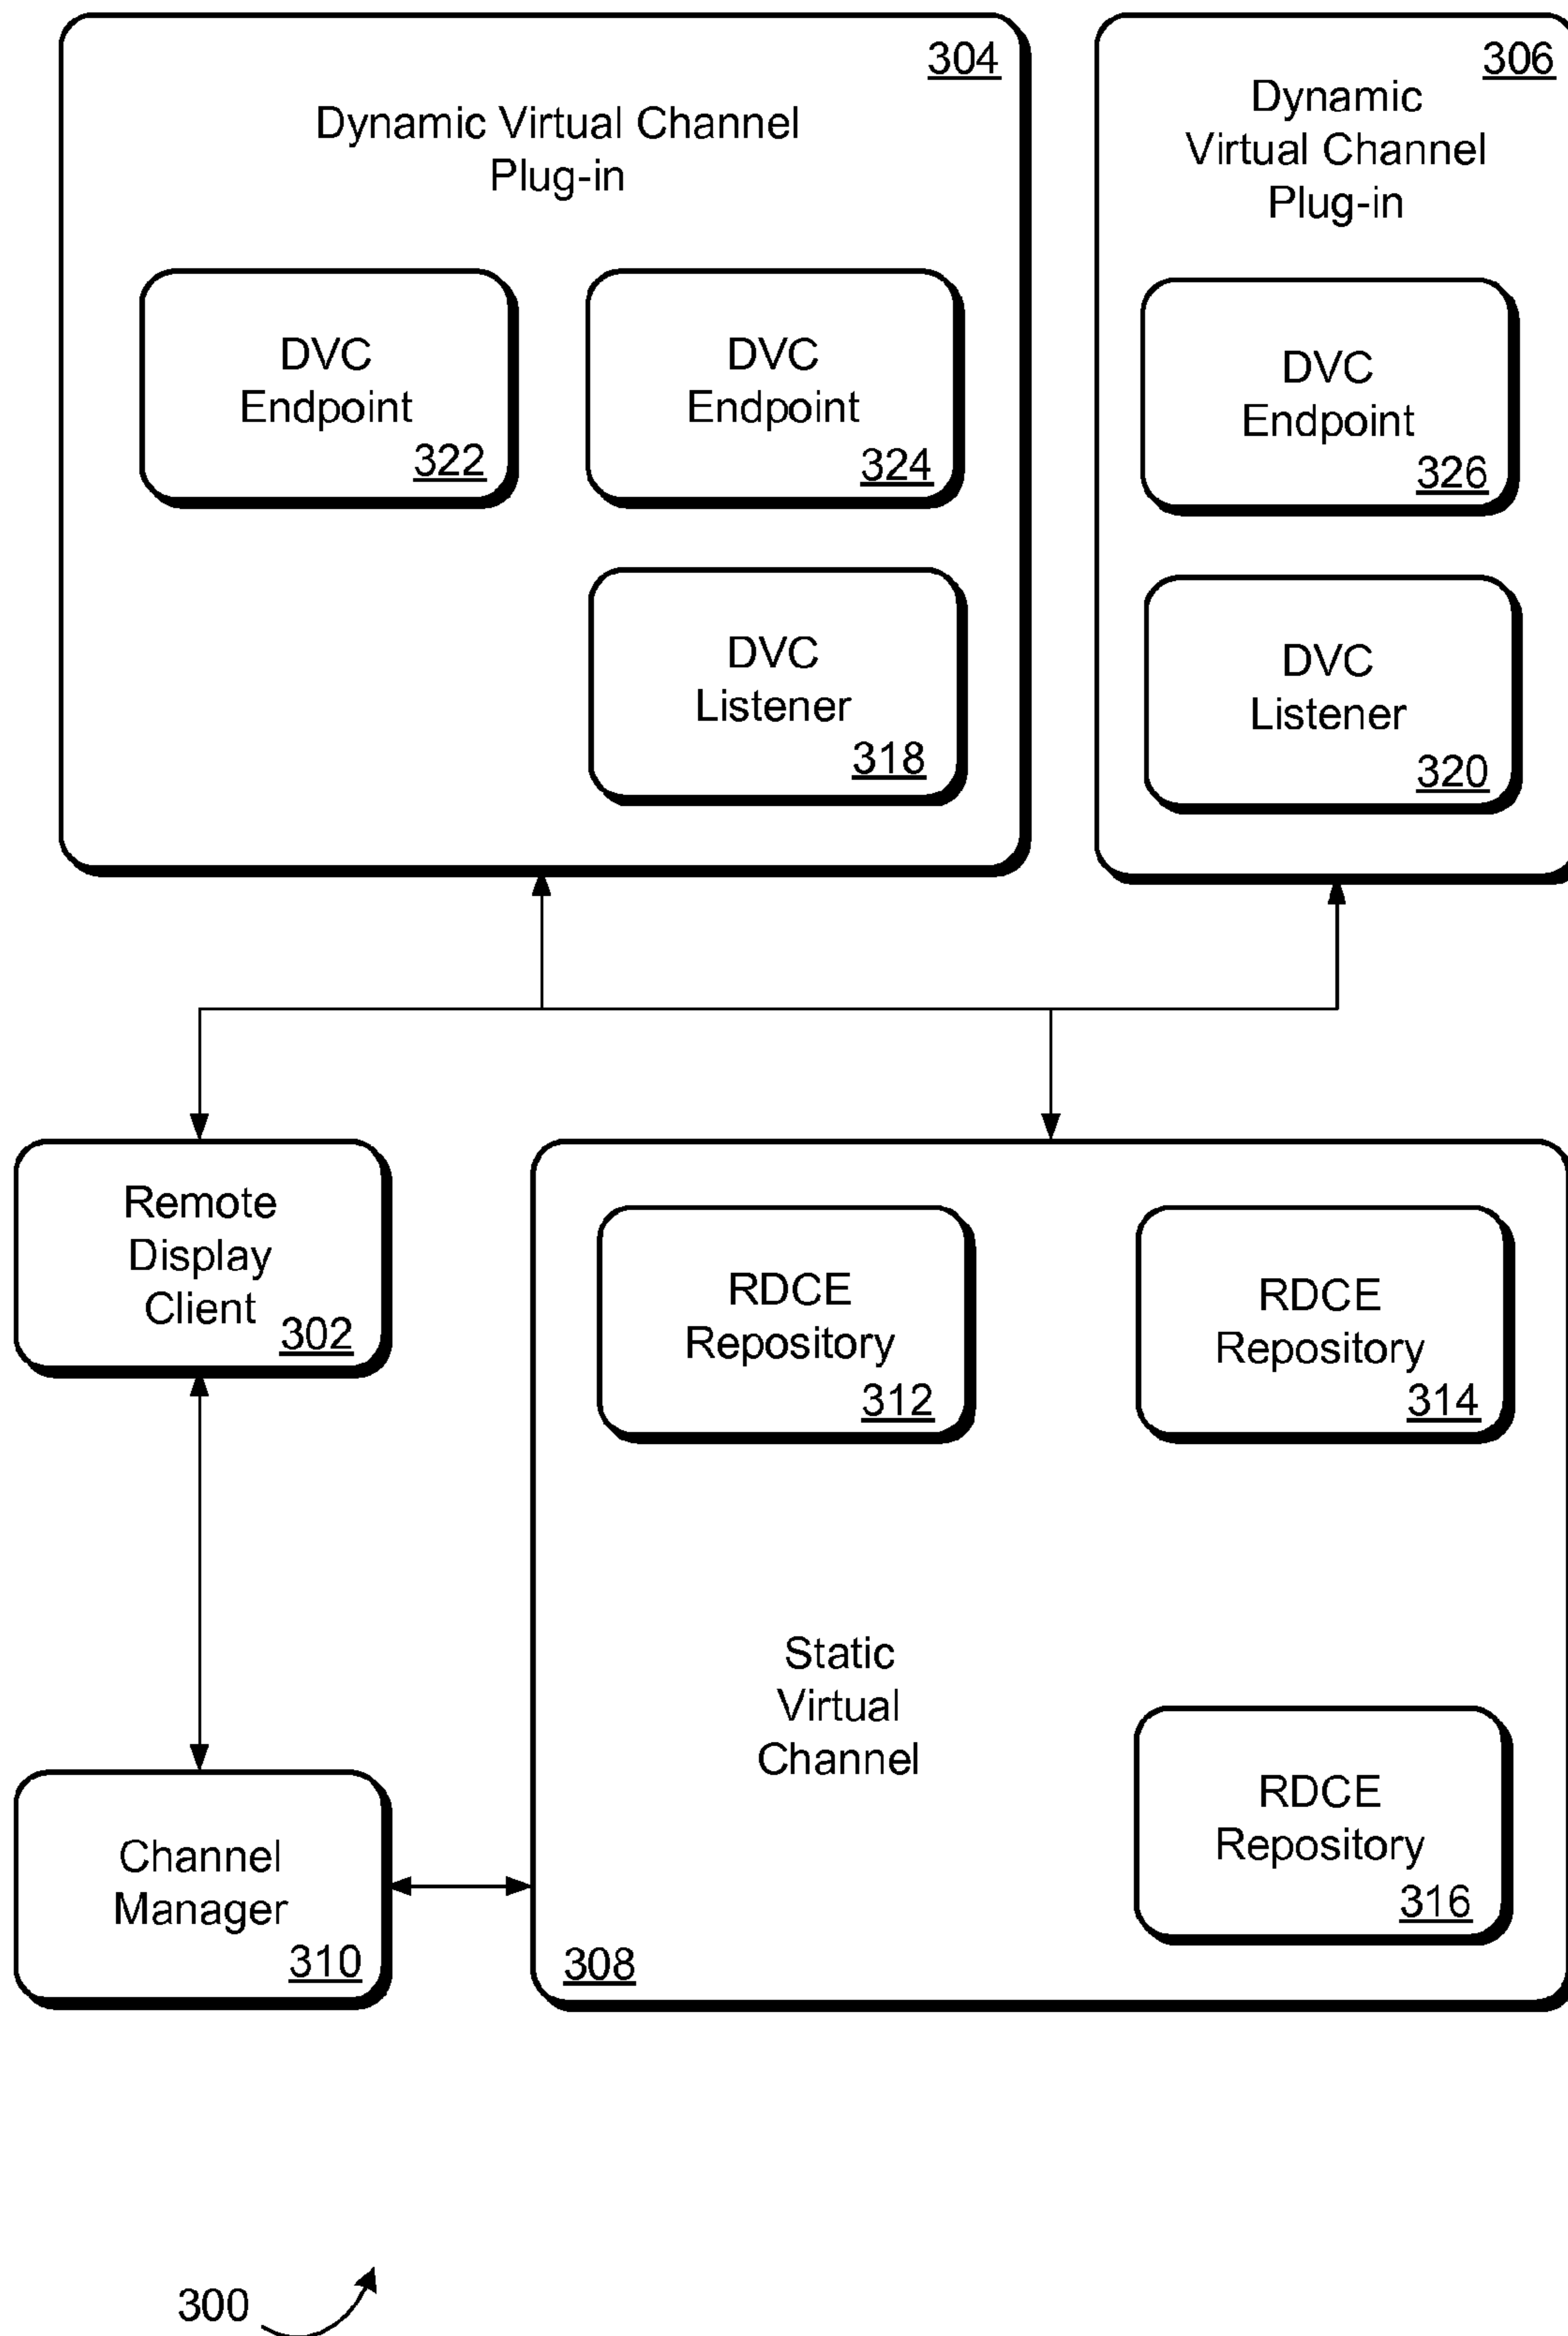 304
Dynamic Virtual Channel
Plug-in
DVC
Endpoint
322
DVC
Endpoint
324
DVC
Listener
318
306
Dynamic
Virtual Channel
Plug-in
DVC
Endpoint
326
DVC
Listener
320
Remote
Display
Client
302
RDCE
Repository
312
RDCE
Repository
314
Static
Virtual
Channel
RDCE
Repository
316
308
Channel
Manager
310
300